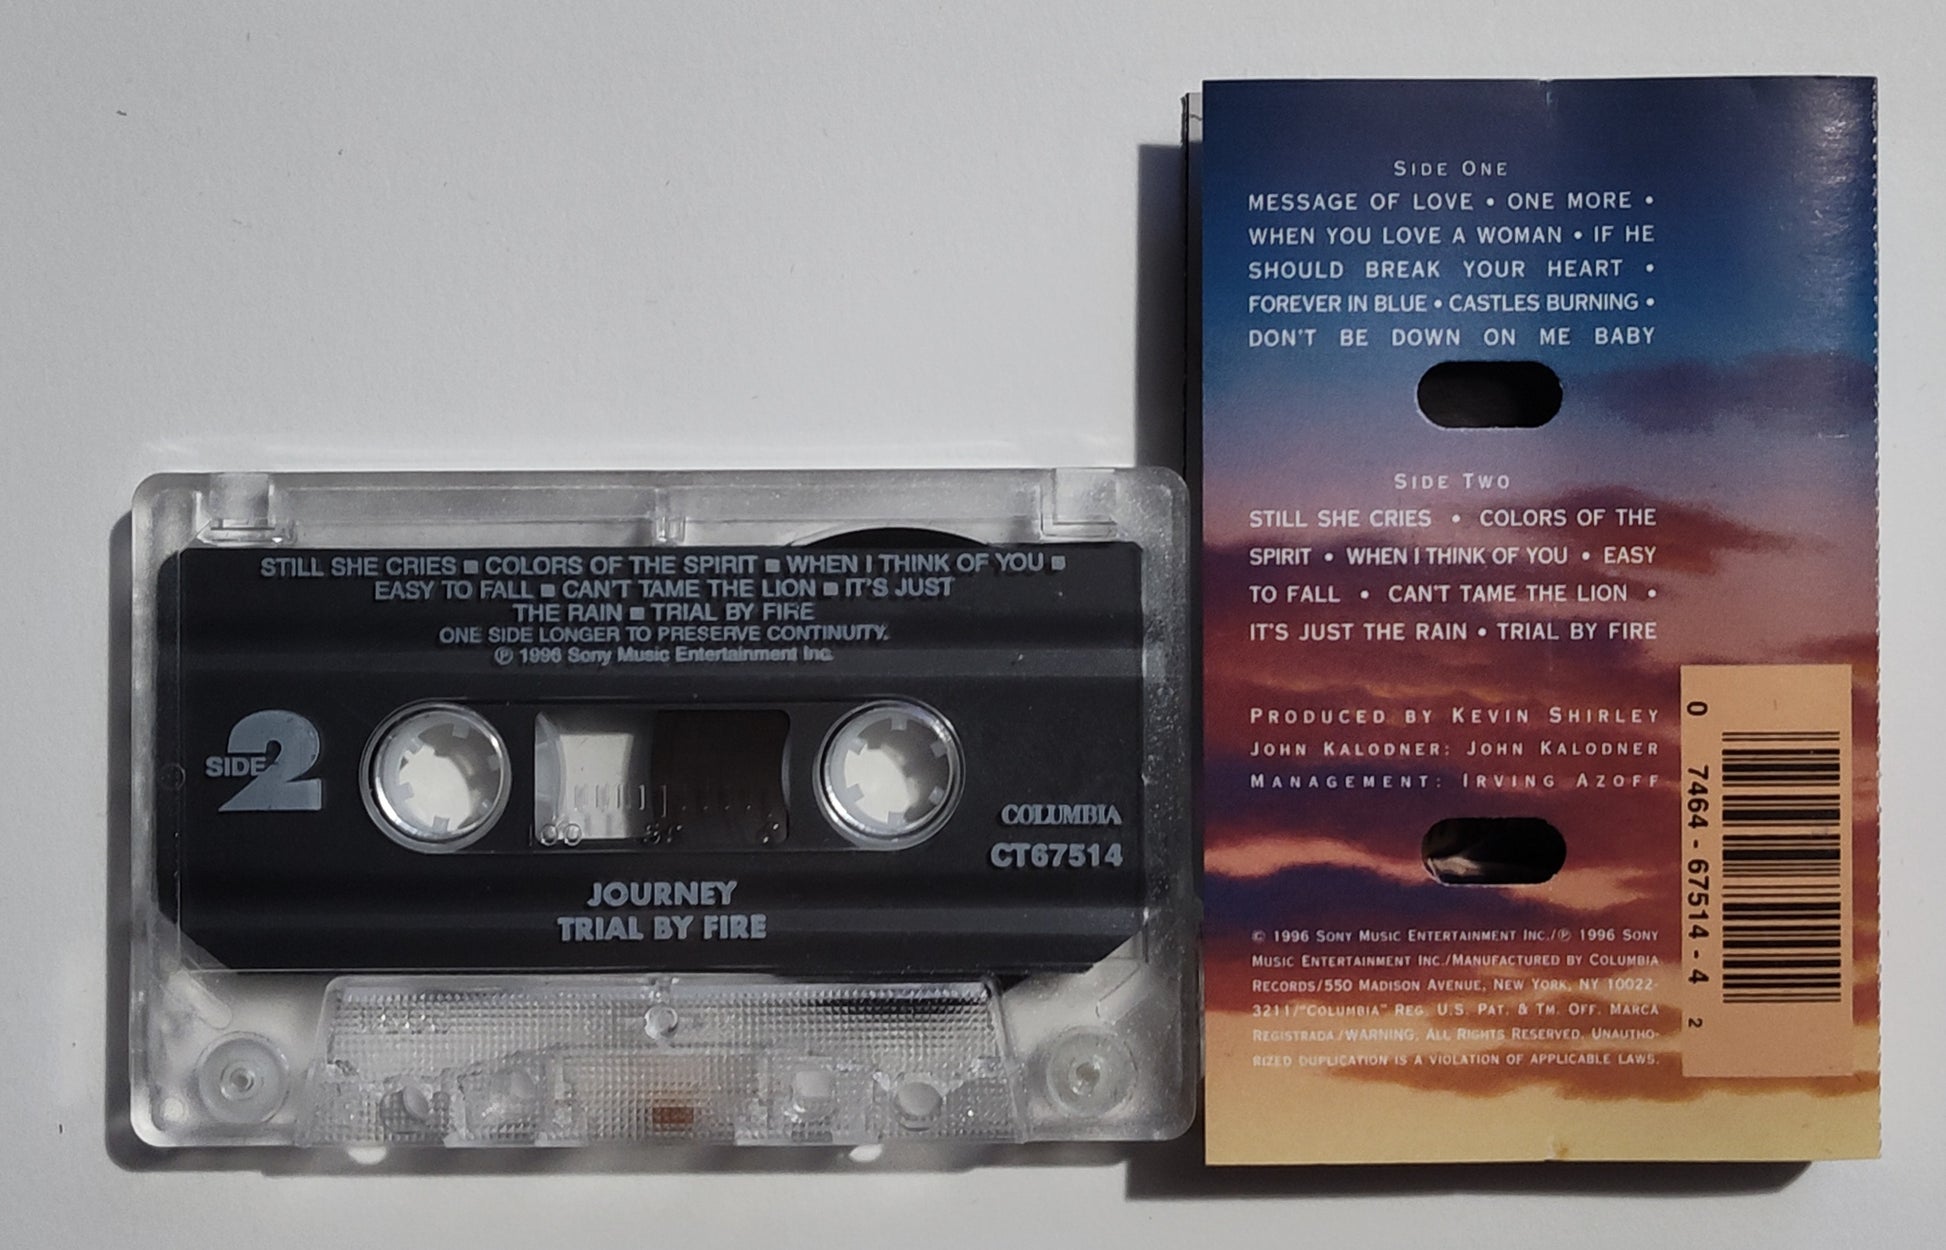 STILL SHE CRIES ■ COLORS OF THE SPIRIT ■ WHEN I THINK OF YOU ■
EASY TO FALL ■ CAN'T TAME THE LION ■ IT'S JUST
THE RAIN ■ TRIAL BY FIRE
ONE SIDE LONGER TO PRESERVE CONTINUITY.
℗ 1996 Sony Music Entertainment Inc.
SIDE 2
100 50
COLUMBIA
CT67514
JOURNEY
TRIAL BY FIRE
SIDE ONE
MESSAGE OF LOVE • ONE MORE •
WHEN YOU LOVE A WOMAN • IF HE
SHOULD BREAK YOUR HEART •
FOREVER IN BLUE • CASTLES BURNING •
DON'T BE DOWN ON ME BABY
SIDE TWO
STILL SHE CRIES • COLORS OF THE
SPIRIT • WHEN I THINK OF YOU • EASY
TO FALL • CAN'T TAME THE LION •
IT'S JUST THE RAIN • TRIAL BY FIRE
PRODUCED BY KEVIN SHIRLEY
JOHN KALODNER: JOHN KALODNER
MANAGEMENT: IRVING AZOFF
© 1996 SONY MUSIC ENTERTAINMENT INC./℗ 1996 SONY
MUSIC ENTERTAINMENT INC./MANUFACTURED BY COLUMBIA
RECORDS/550 MADISON AVENUE, NEW YORK, NY 10022-
3211/"COLUMBIA" REG. U.S. PAT. & TM. OFF. MARCA
REGISTRADA/WARNING: ALL RIGHTS RESERVED. UNAUTHO-
RIZED DUPLICATION IS A VIOLATION OF APPLICABLE LAWS.
0 7464-67514-4 2